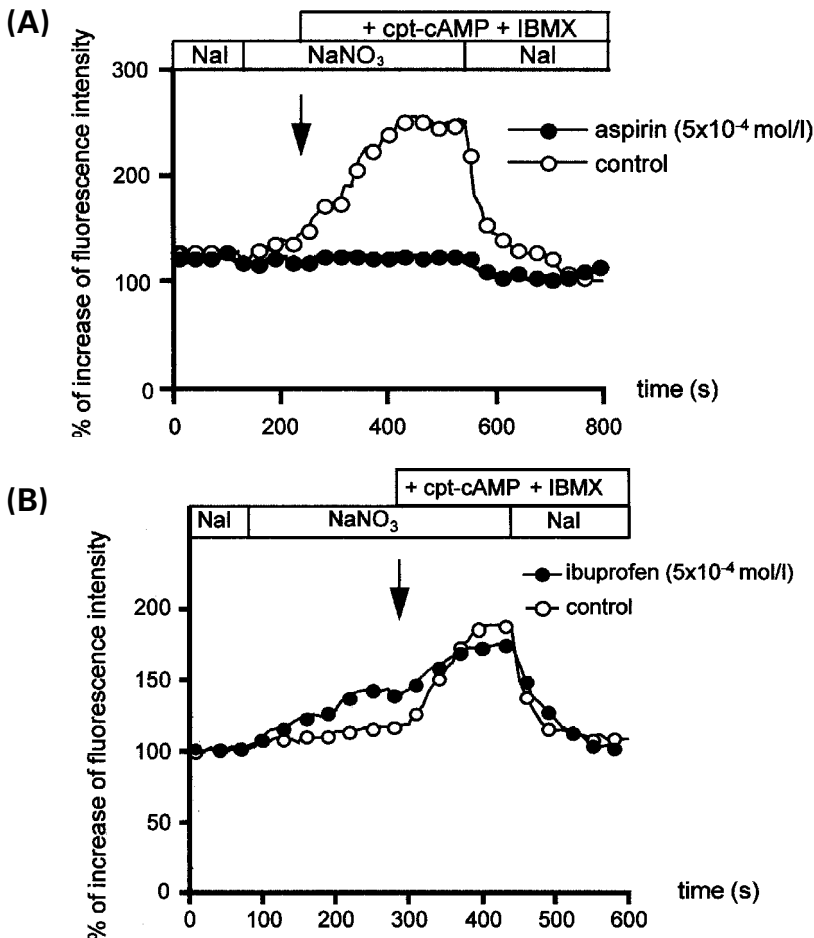 (A)
+ cpt-cAMP + IBMX
NaI NaNO₃ NaI
300
200
100
0
% of increase of fluorescence intensity
aspirin (5x10⁻⁴ mol/l)
control
0 200 400 600 800
time (s)
(B)
+ cpt-cAMP + IBMX
NaI NaNO₃ NaI
200
150
100
50
0
% of increase of fluorescence intensity
ibuprofen (5x10⁻⁴ mol/l)
control
0 100 200 300 400 500 600
time (s)